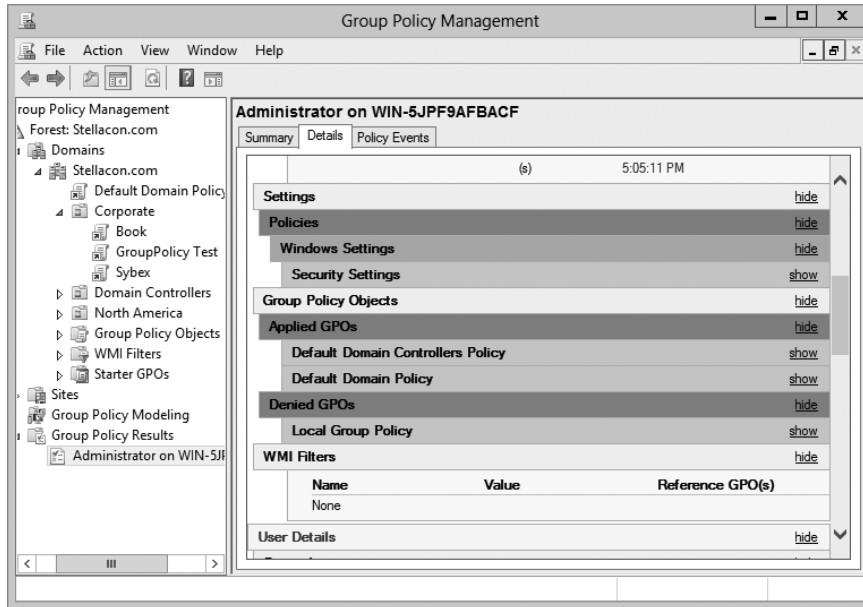 Group Policy Management
File Action View Window Help
roup Policy Management
Forest: Stellacon.com
Domains
Stellacon.com
Default Domain Policy
Corporate
Book
GroupPolicy Test
Sybex
Domain Controllers
North America
Group Policy Objects
WMI Filters
Starter GPOs
Sites
Group Policy Modeling
Group Policy Results
Administrator on WIN-5JF
Administrator on WIN-5JPF9AFBACF
Summary Details Policy Events
(s) 5:05:11 PM
Settings hide
Policies hide
Windows Settings hide
Security Settings show
Group Policy Objects hide
Applied GPOs hide
Default Domain Controllers Policy show
Default Domain Policy show
Denied GPOs hide
Local Group Policy show
WMI Filters hide
Name Value Reference GPO(s)
None
User Details hide